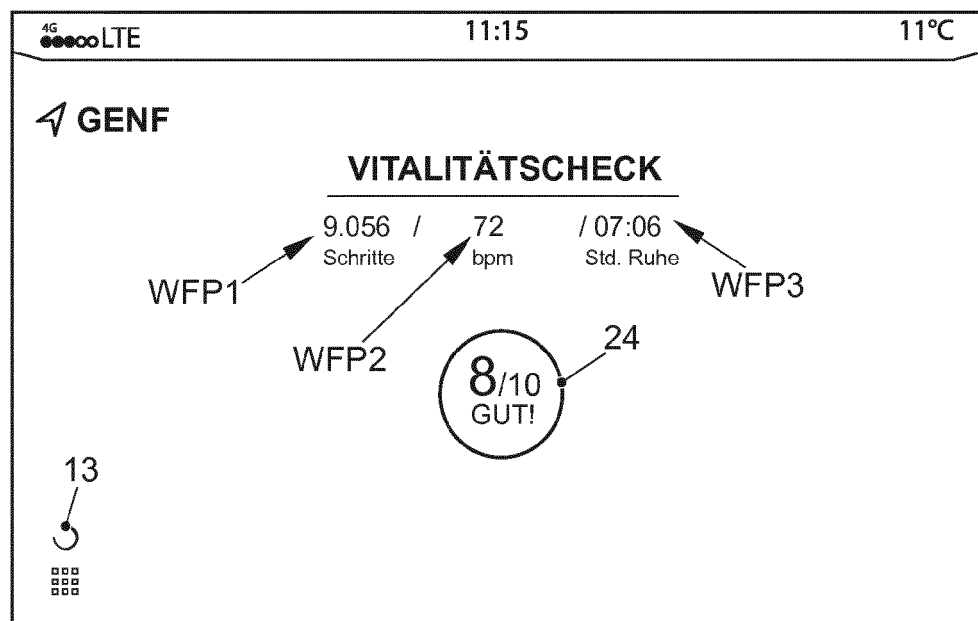 4G LTE 11:15 11°C
GENF
VITALITÄTSCHECK
9.056 / 72 / 07:06
Schritte bpm Std. Ruhe
WFP1 WFP3
WFP2 24
8/10
GUT!
13